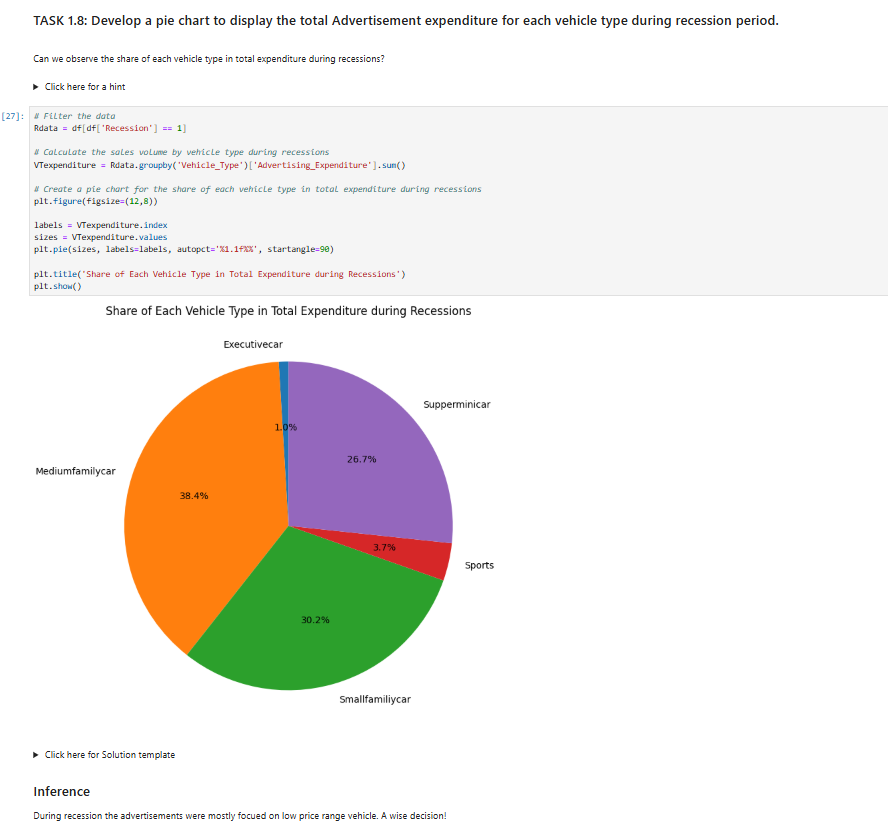 TASK 1.8: Develop a pie chart to display the total Advertisement expenditure for each vehicle type during recession period.
Can we observe the share of each vehicle type in total expenditure during recessions?
Click here for a hint
[27]:
# Filter the data
Rdata = df[df['Recession'] == 1]
# Calculate the sales volume by vehicle type during recessions
VTexpenditure = Rdata.groupby('Vehicle_Type')['Advertising_Expenditure'].sum()
# Create a pie chart for the share of each vehicle type in total expenditure during recessions
plt.figure(figsize=(12,8))
labels = VTexpenditure.index
sizes = VTexpenditure.values
plt.pie(sizes, labels=labels, autopct='%1.1f%%', startangle=90)
plt.title('Share of Each Vehicle Type in Total Expenditure during Recessions')
plt.show()
Share of Each Vehicle Type in Total Expenditure during Recessions
Executivecar
Supperminicar
1.0%
26.7%
Mediumfamilycar
38.4%
3.7%
Sports
30.2%
Smallfamiliycar
Click here for Solution template
Inference
During recession the advertisements were mostly focued on low price range vehicle. A wise decision!